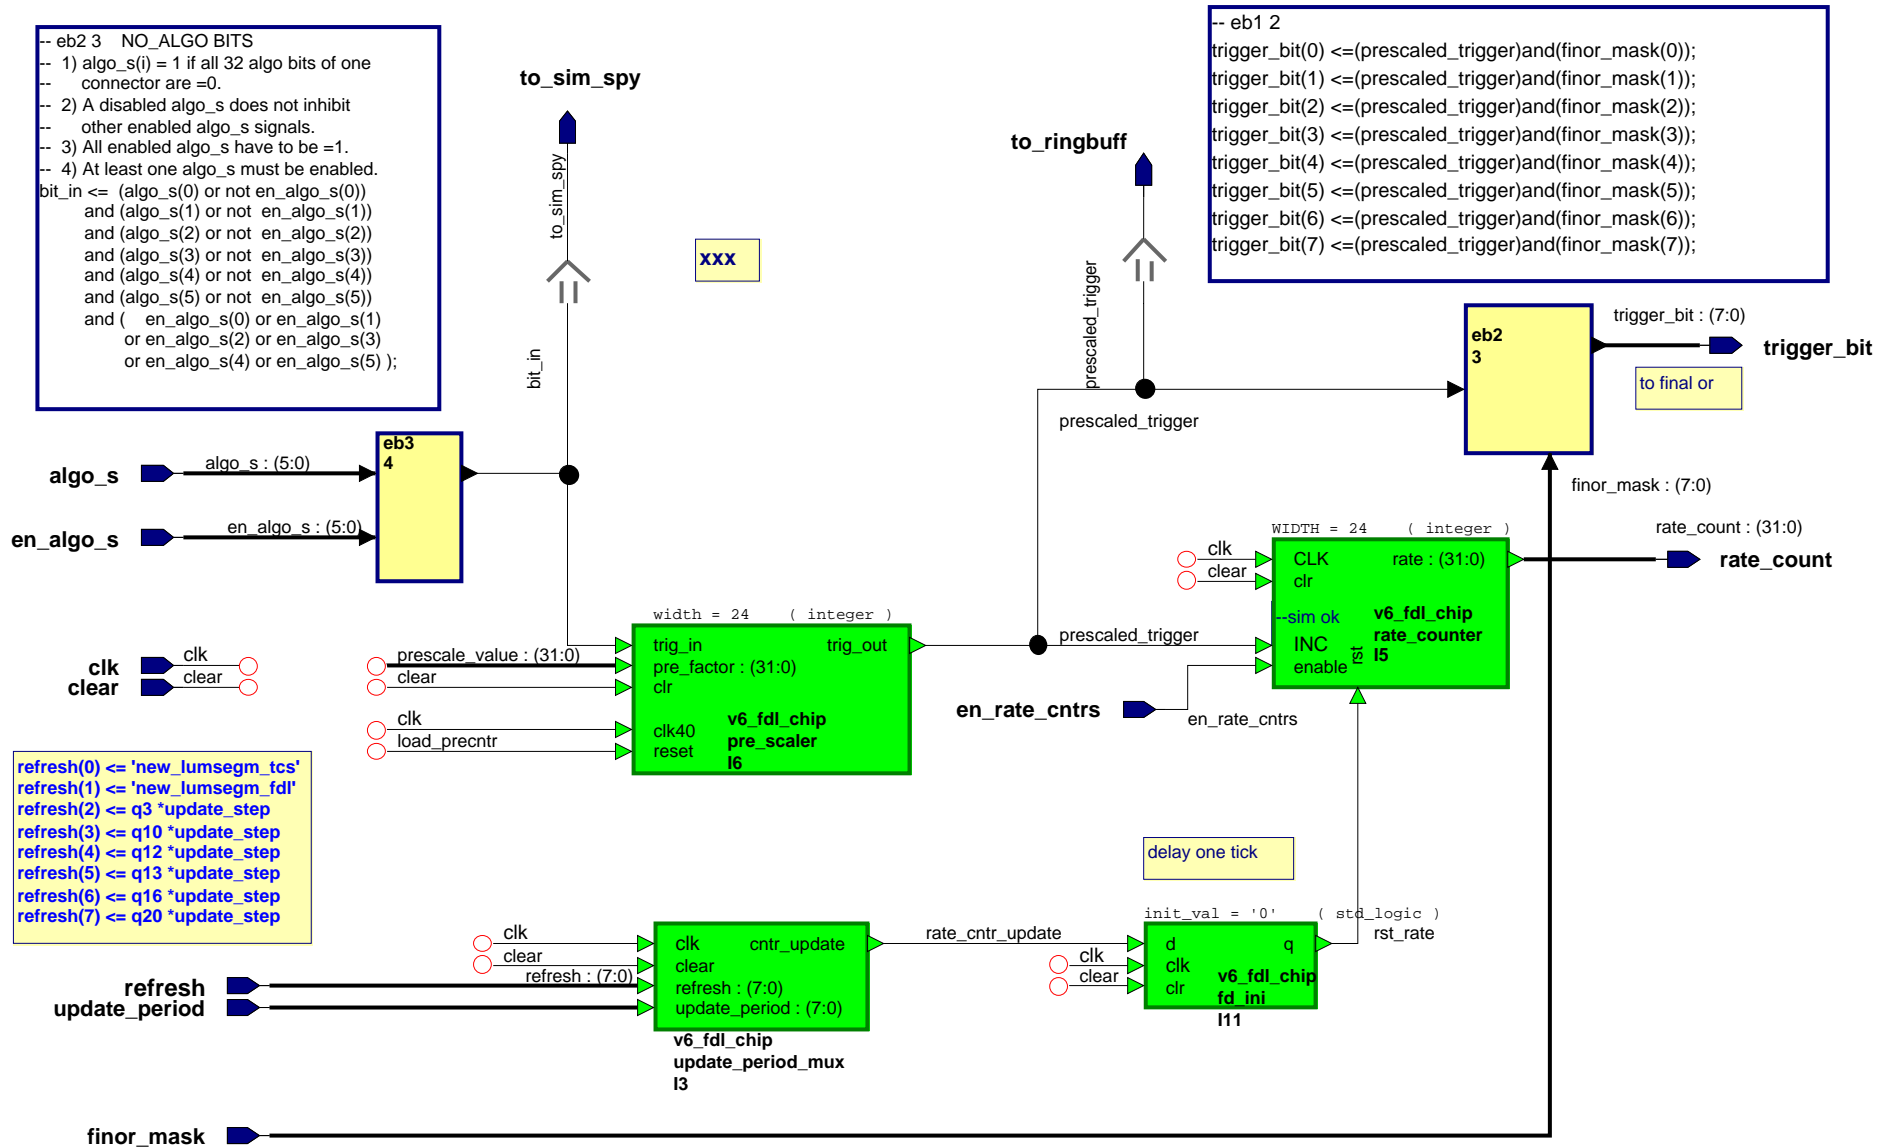 -- eb2 3 NO_ALGO BITS
-- 1) algo_s(i) = 1 if all 32 algo bits of one
-- connector are =0.
-- 2) A disabled algo_s does not inhibit
-- other enabled algo_s signals.
-- 3) All enabled algo_s have to be =1.
-- 4) At least one algo_s must be enabled.
bit_in <= (algo_s(0) or not en_algo_s(0))
and (algo_s(1) or not en_algo_s(1))
and (algo_s(2) or not en_algo_s(2))
and (algo_s(3) or not en_algo_s(3))
and (algo_s(4) or not en_algo_s(4))
and (algo_s(5) or not en_algo_s(5))
and ( en_algo_s(0) or en_algo_s(1)
or en_algo_s(2) or en_algo_s(3)
or en_algo_s(4) or en_algo_s(5) );
to_sim_spy
to_sim_spy
bit_in
xxx
to_ringbuff
prescaled_trigger
prescaled_trigger
-- eb1 2
trigger_bit(0) <=(prescaled_trigger)and(finor_mask(0));
trigger_bit(1) <=(prescaled_trigger)and(finor_mask(1));
trigger_bit(2) <=(prescaled_trigger)and(finor_mask(2));
trigger_bit(3) <=(prescaled_trigger)and(finor_mask(3));
trigger_bit(4) <=(prescaled_trigger)and(finor_mask(4));
trigger_bit(5) <=(prescaled_trigger)and(finor_mask(5));
trigger_bit(6) <=(prescaled_trigger)and(finor_mask(6));
trigger_bit(7) <=(prescaled_trigger)and(finor_mask(7));
eb2
3
trigger_bit : (7:0)
trigger_bit
to final or
finor_mask : (7:0)
algo_s
algo_s : (5:0)
en_algo_s
en_algo_s : (5:0)
eb3
4
WIDTH = 24 ( integer )
clk
clear
CLK
clr
rate : (31:0)
--sim ok
v6_fdl_chip
rate_counter
I5
INC
enable
rst
rate_count : (31:0)
rate_count
prescaled_trigger
en_rate_cntrs
en_rate_cntrs
clk
clk
clear
clear
width = 24 ( integer )
prescale_value : (31:0)
clear
clk
load_precntr
trig_in
trig_out
pre_factor : (31:0)
clr
clk40
reset
v6_fdl_chip
pre_scaler
I6
refresh(0) <= 'new_lumsegm_tcs'
refresh(1) <= 'new_lumsegm_fdl'
refresh(2) <= q3 *update_step
refresh(3) <= q10 *update_step
refresh(4) <= q12 *update_step
refresh(5) <= q13 *update_step
refresh(6) <= q16 *update_step
refresh(7) <= q20 *update_step
delay one tick
init_val = '0' ( std_logic )
rst_rate
clk
clear
refresh : (7:0)
clk
cntr_update
clear
refresh : (7:0)
update_period : (7:0)
v6_fdl_chip
update_period_mux
I3
rate_cntr_update
clk
clear
d
q
clk
clr
v6_fdl_chip
fd_ini
I11
refresh
update_period
finor_mask